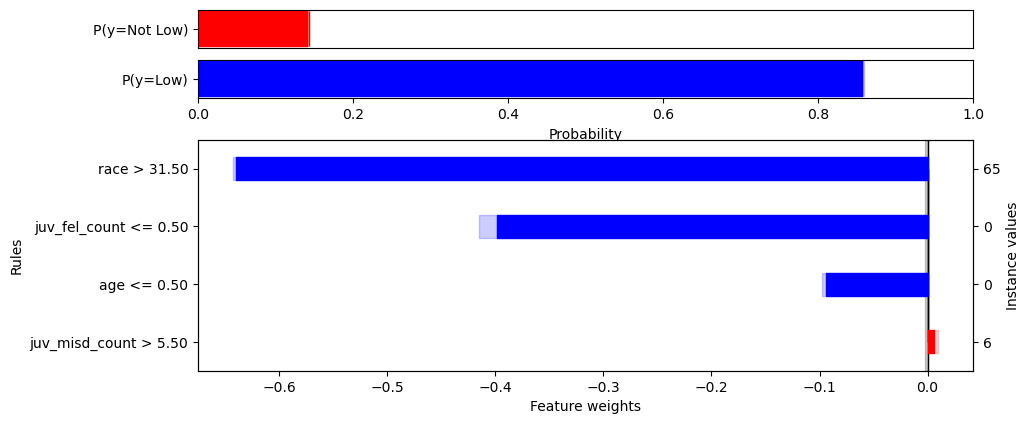 P(y=Not Low)
P(y=Low)
0.0 0.2 0.4 0.6 0.8 1.0
Probability
race > 31.50 65
juv_fel_count <= 0.50 0
age <= 0.50 0
juv_misd_count > 5.50 6
Rules
Instance values
−0.6 −0.5 −0.4 −0.3 −0.2 −0.1 0.0
Feature weights